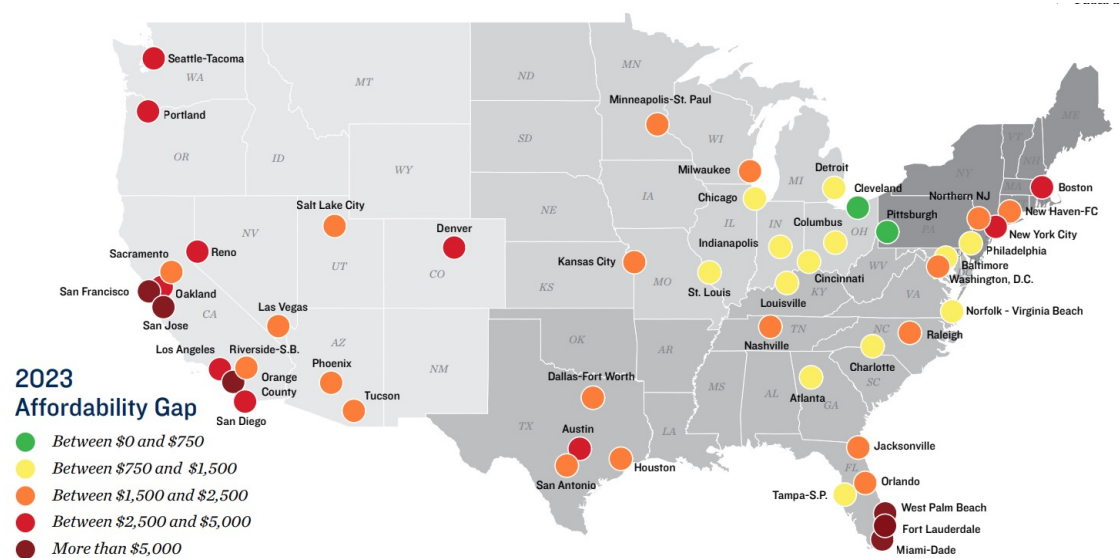 Seattle-Tacoma
WA
MT
ND
MN
Minneapolis-St. Paul
ME
VT
NH
Portland
OR
ID
WY
SD
WI
Milwaukee
MI
Detroit
NY
MA
Boston
Cleveland
Northern NJ
New Haven-FC
Chicago
IA
NE
Salt Lake City
NV
Reno
Denver
Columbus
Pittsburgh
PA
New York City
Sacramento
UT
CO
Kansas City
IL
IN
Indianapolis
OH
Philadelphia
Baltimore
Washington, D.C.
San Francisco
Oakland
San Jose
CA
KS
MO
St. Louis
Cincinnati
WV
Louisville
KY
VA
Norfolk - Virginia Beach
Las Vegas
Los Angeles
Riverside-S.B.
AZ
NM
OK
AR
TN
Nashville
NC
Raleigh
Charlotte
SC
Orange
County
San Diego
Phoenix
Tucson
Dallas-Fort Worth
MS
AL
Atlanta
GA
TX
Austin
LA
San Antonio
Houston
Jacksonville
FL
Orlando
Tampa-S.P.
West Palm Beach
Fort Lauderdale
Miami-Dade
2023
Affordability Gap
Between $0 and $750
Between $750 and $1,500
Between $1,500 and $2,500
Between $2,500 and $5,000
More than $5,000